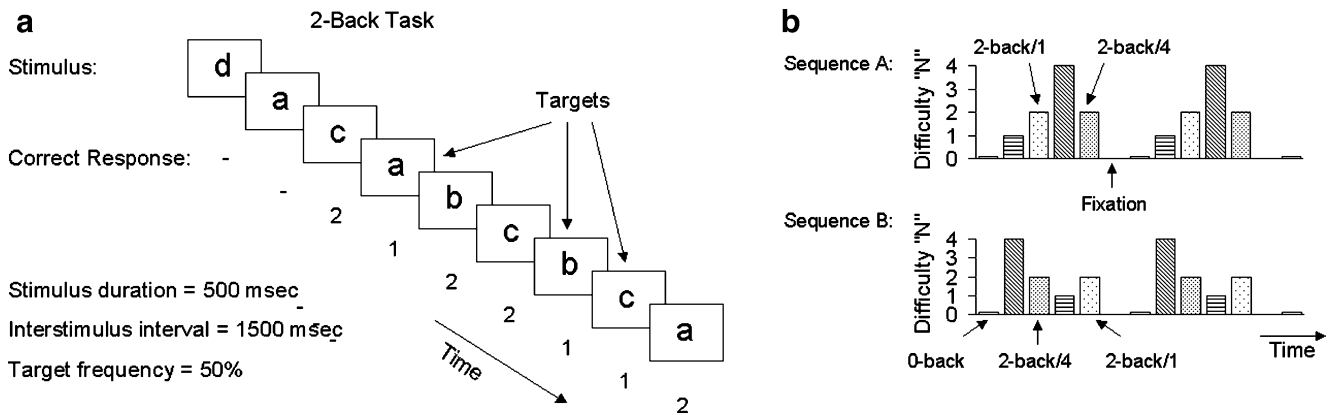 a
2-Back Task
Stimulus:
d
a
c
a
b
c
b
c
a
Targets
Correct Response:
-
-
2
1
2
2
1
1
2
Stimulus duration = 500 msec
Interstimulus interval = 1500 msec
Target frequency = 50%
Time
b
Sequence A:
Difficulty "N"
4
3
2
1
0
2-back/1
2-back/4
Fixation
Sequence B:
Difficulty "N"
4
3
2
1
0
0-back
2-back/4
2-back/1
Time